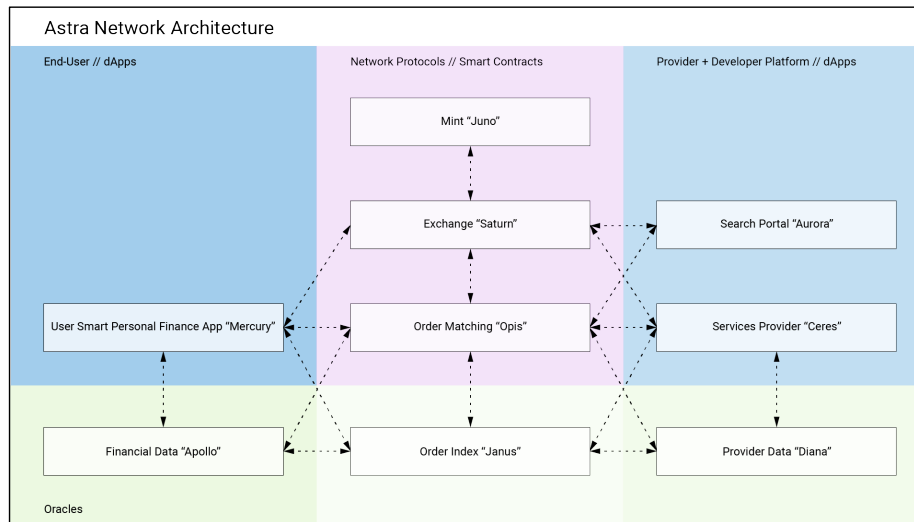 Astra Network Architecture
End-User // dApps
Network Protocols // Smart Contracts
Provider + Developer Platform // dApps
Mint “Juno”
Exchange “Saturn”
Search Portal “Aurora”
User Smart Personal Finance App “Mercury”
Order Matching “Opis”
Services Provider “Ceres”
Financial Data “Apollo”
Order Index “Janus”
Provider Data “Diana”
Oracles